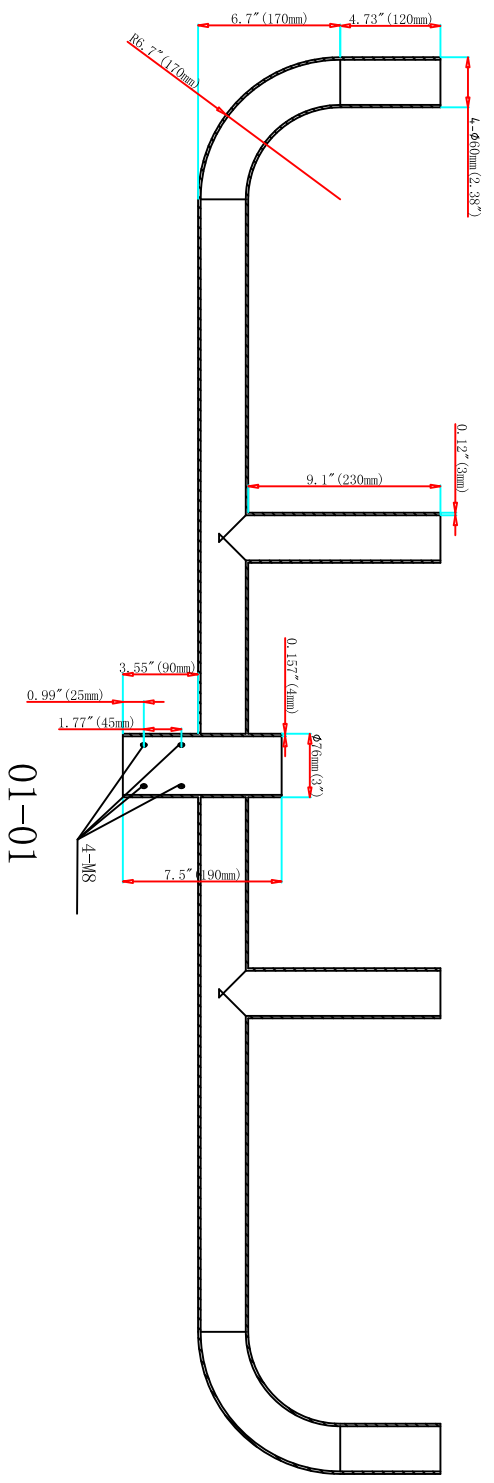 6.7"(170mm)
4.73"(120mm)
R6.7"(170mm)
4-Φ60mm(2.38")
0.12"(3mm)
9.1"(230mm)
3.55"(90mm)
0.157"(4mm)
0.99"(25mm)
1.77"(45mm)
Φ76mm(3")
01-01
4-M8
7.5"(190mm)